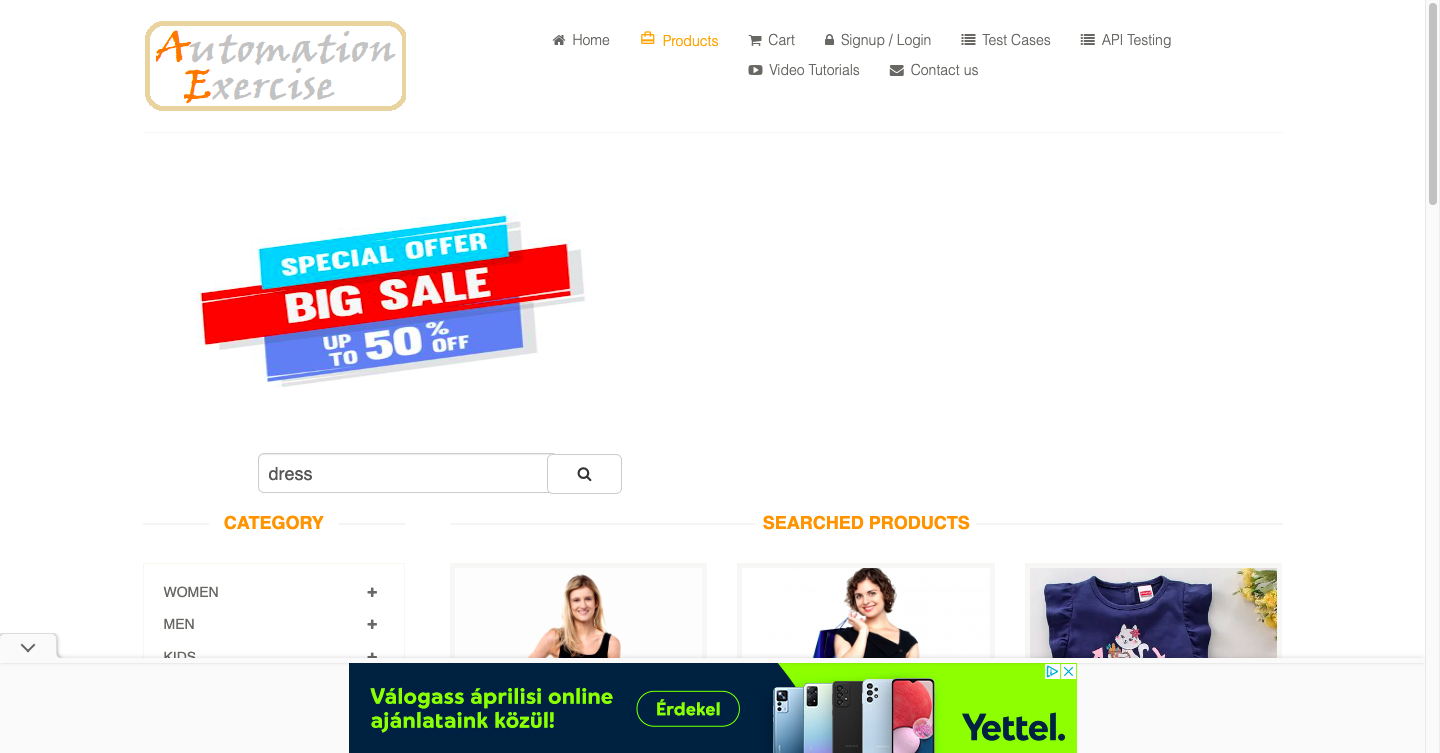 Automation
Exercise
Home
Products
Cart
Signup / Login
Test Cases
API Testing
Video Tutorials
Contact us
SPECIAL OFFER
BIG SALE
UP TO 50% OFF
dress
CATEGORY
SEARCHED PRODUCTS
WOMEN
MEN
KIDS
Válogass áprilisi online
ajánlataink közül!
Érdekel
Yettel.